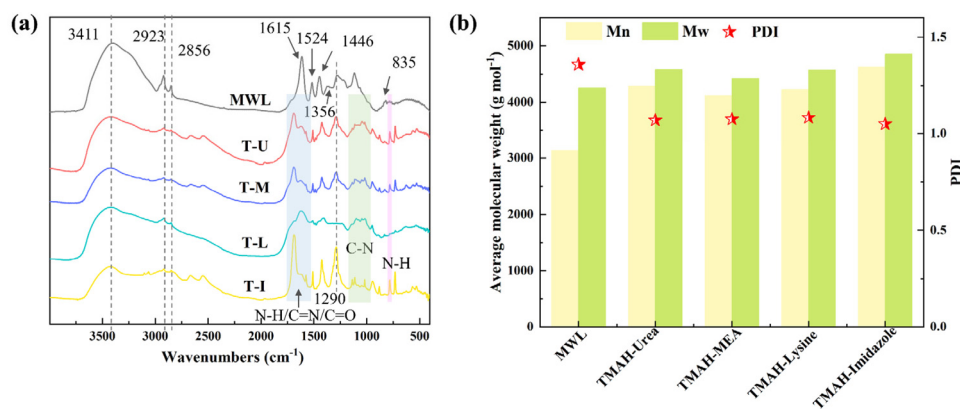 (a)
3411
2923
2856
1615
1524
1446
1356
835
MWL
T-U
T-M
T-L
T-I
C-N
N-H
1290
N-H/C=N/C=O
3500 3000 2500 2000 1500 1000 500
Wavenumbers (cm-1)
(b)
Mn Mw PDI
Average molecular weight (g mol-1)
5000
4000
3000
2000
1000
0
1.5
1.0
0.5
0.0
PDI
MWL
TMAH-Urea
TMAH-MEA
TMAH-Lysine
TMAH-Imidazole